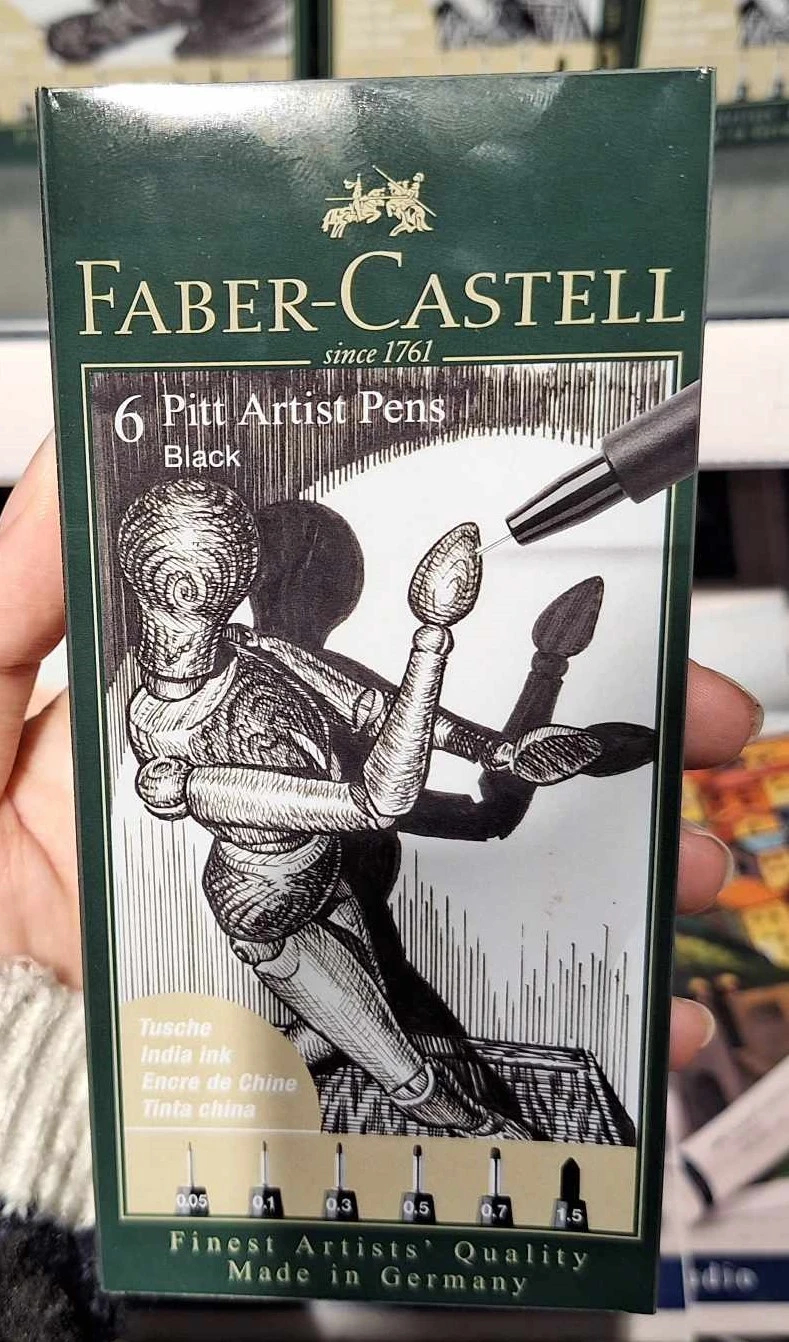 FABER-CASTELL
since 1761
6 Pitt Artist Pens
Black
Tusche
India ink
Encre de Chine
Tinta china
0.05 0.1 0.3 0.5 0.7 1.5
Finest Artists' Quality
Made in Germany